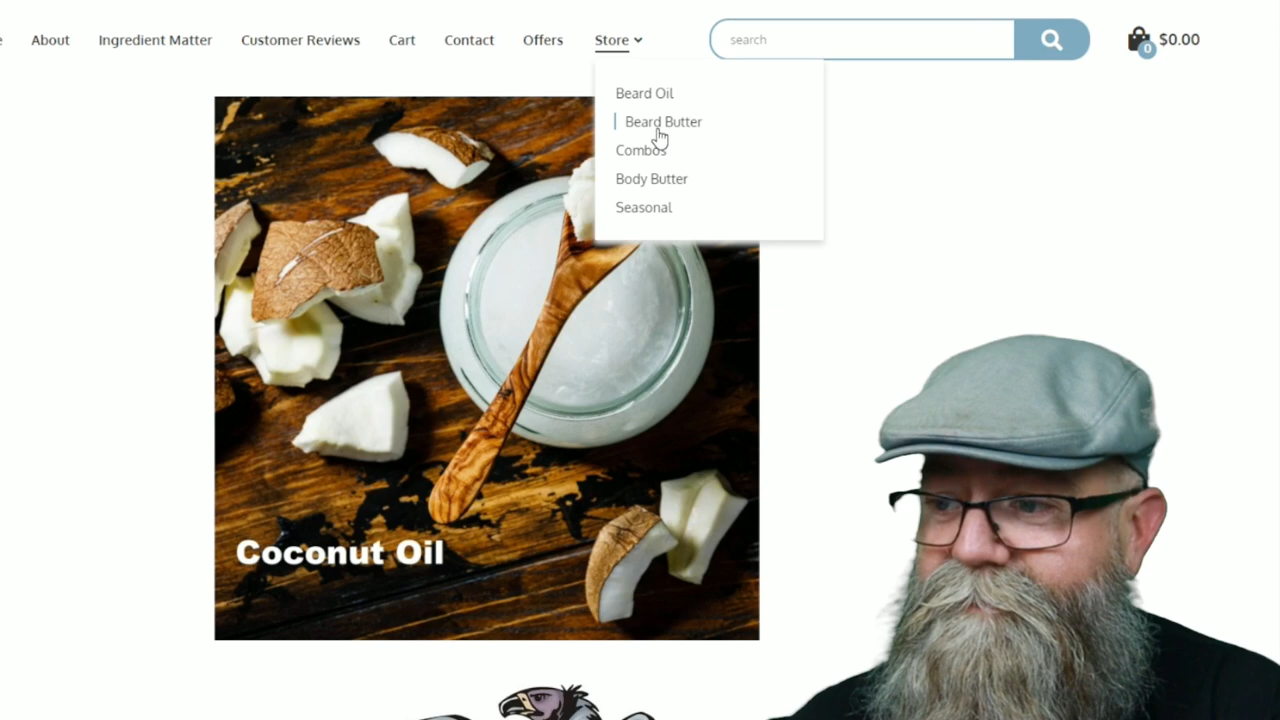 About Ingredient Matter Customer Reviews Cart Contact Offers Store search 0 $0.00
Beard Oil
Beard Butter
Combos
Body Butter
Seasonal
Coconut Oil